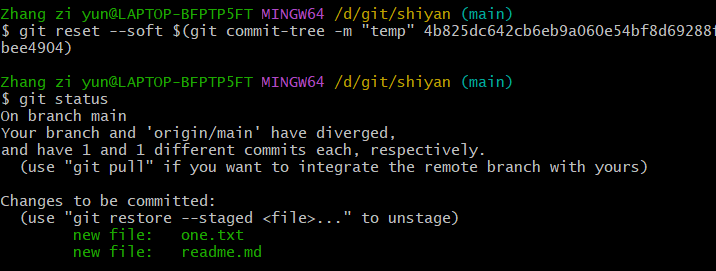 Zhang zi yun@LAPTOP-BFPTP5FT MINGW64 /d/git/shiyan (main)
$ git reset --soft $(git commit-tree -m "temp" 4b825dc642cb6eb9a060e54bf8d69288f
bee4904)
Zhang zi yun@LAPTOP-BFPTP5FT MINGW64 /d/git/shiyan (main)
$ git status
On branch main
Your branch and 'origin/main' have diverged,
and have 1 and 1 different commits each, respectively.
  (use "git pull" if you want to integrate the remote branch with yours)
Changes to be committed:
  (use "git restore --staged <file>..." to unstage)
        new file:   one.txt
        new file:   readme.md